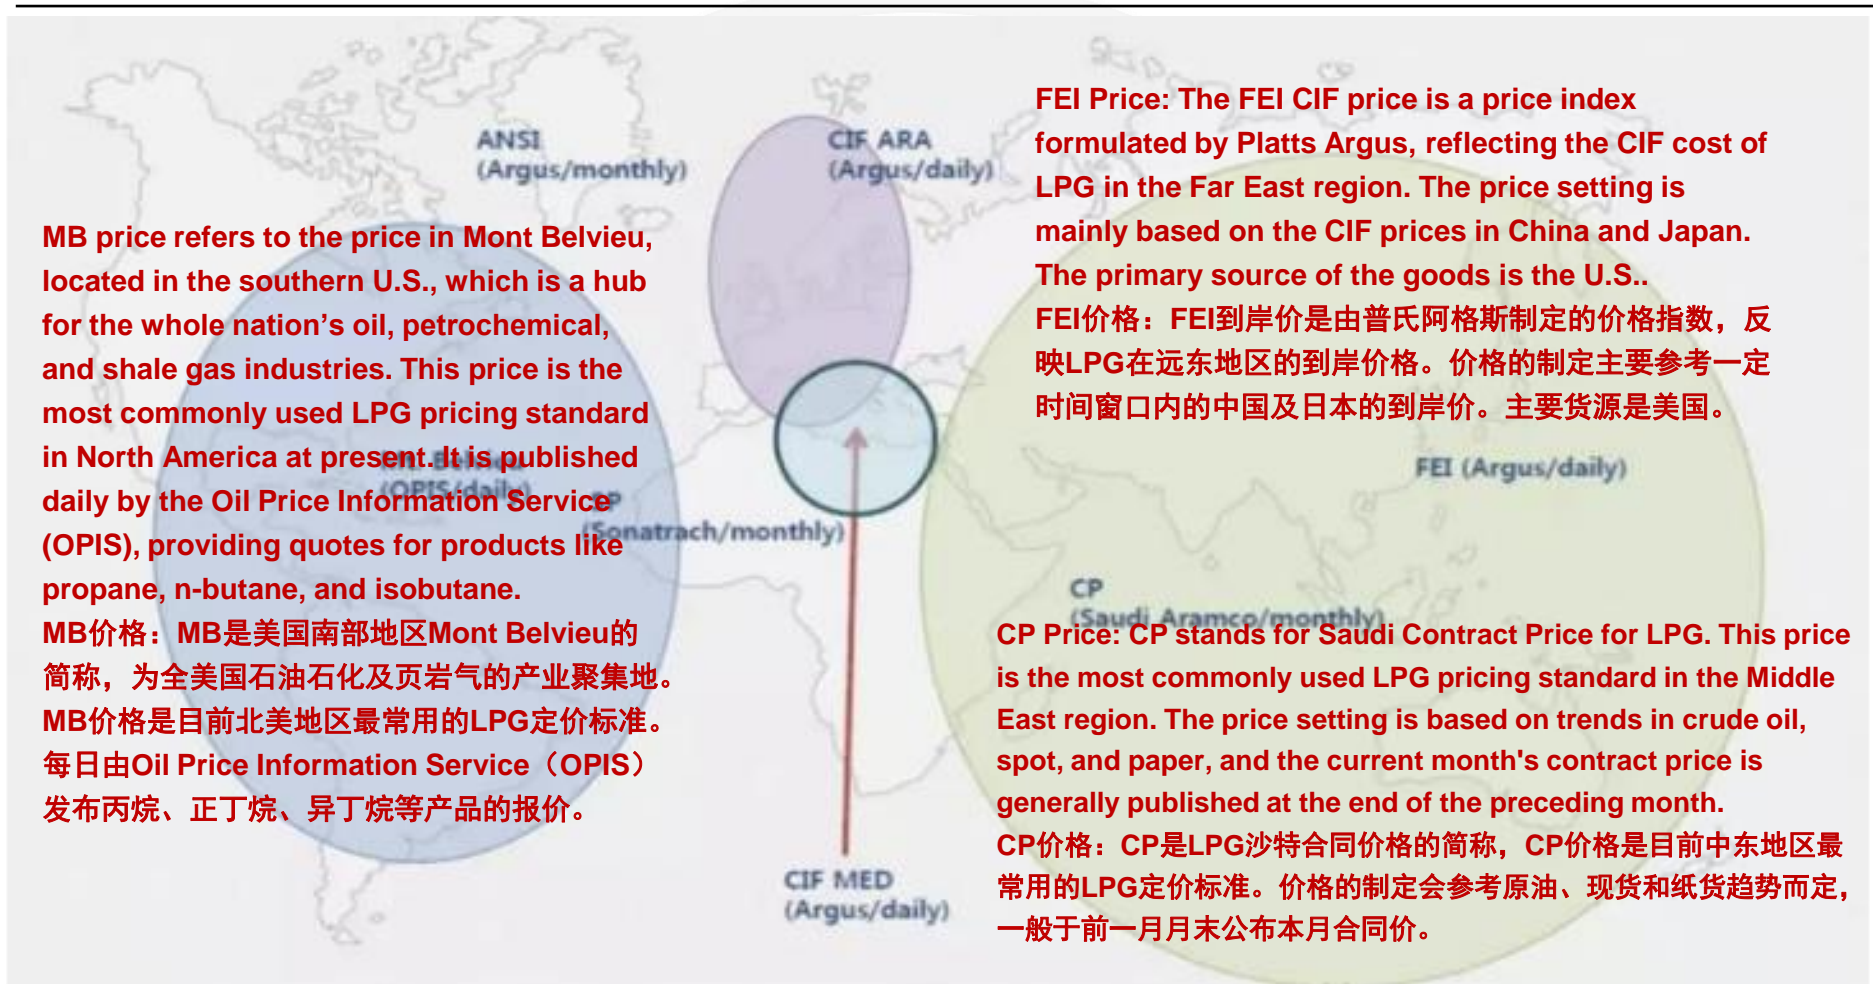 ANSI
(Argus/monthly)
CIF ARA
(Argus/daily)
MB price refers to the price in Mont Belvieu,
located in the southern U.S., which is a hub
for the whole nation’s oil, petrochemical,
and shale gas industries. This price is the
most commonly used LPG pricing standard
in North America at present. It is published
daily by the Oil Price Information Service
(OPIS), providing quotes for products like
propane, n-butane, and isobutane.
MB价格：MB是美国南部地区Mont Belvieu的
简称，为全美国石油石化及页岩气的产业聚集地。
MB价格是目前北美地区最常用的LPG定价标准。
每日由Oil Price Information Service（OPIS）
发布丙烷、正丁烷、异丁烷等产品的报价。
Mt. Belvieu
(OPIS/daily)
BP
(Sonatrach/monthly)
CIF MED
(Argus/daily)
FEI Price: The FEI CIF price is a price index
formulated by Platts Argus, reflecting the CIF cost of
LPG in the Far East region. The price setting is
mainly based on the CIF prices in China and Japan.
The primary source of the goods is the U.S..
FEI价格：FEI到岸价是由普氏阿格斯制定的价格指数，反
映LPG在远东地区的到岸价格。价格的制定主要参考一定
时间窗口内的中国及日本的到岸价。主要货源是美国。
FEI (Argus/daily)
CP
(Saudi Aramco/monthly)
CP Price: CP stands for Saudi Contract Price for LPG. This price
is the most commonly used LPG pricing standard in the Middle
East region. The price setting is based on trends in crude oil,
spot, and paper, and the current month's contract price is
generally published at the end of the preceding month.
CP价格：CP是LPG沙特合同价格的简称，CP价格是目前中东地区最
常用的LPG定价标准。价格的制定会参考原油、现货和纸货趋势而定，
一般于前一月月末公布本月合同价。